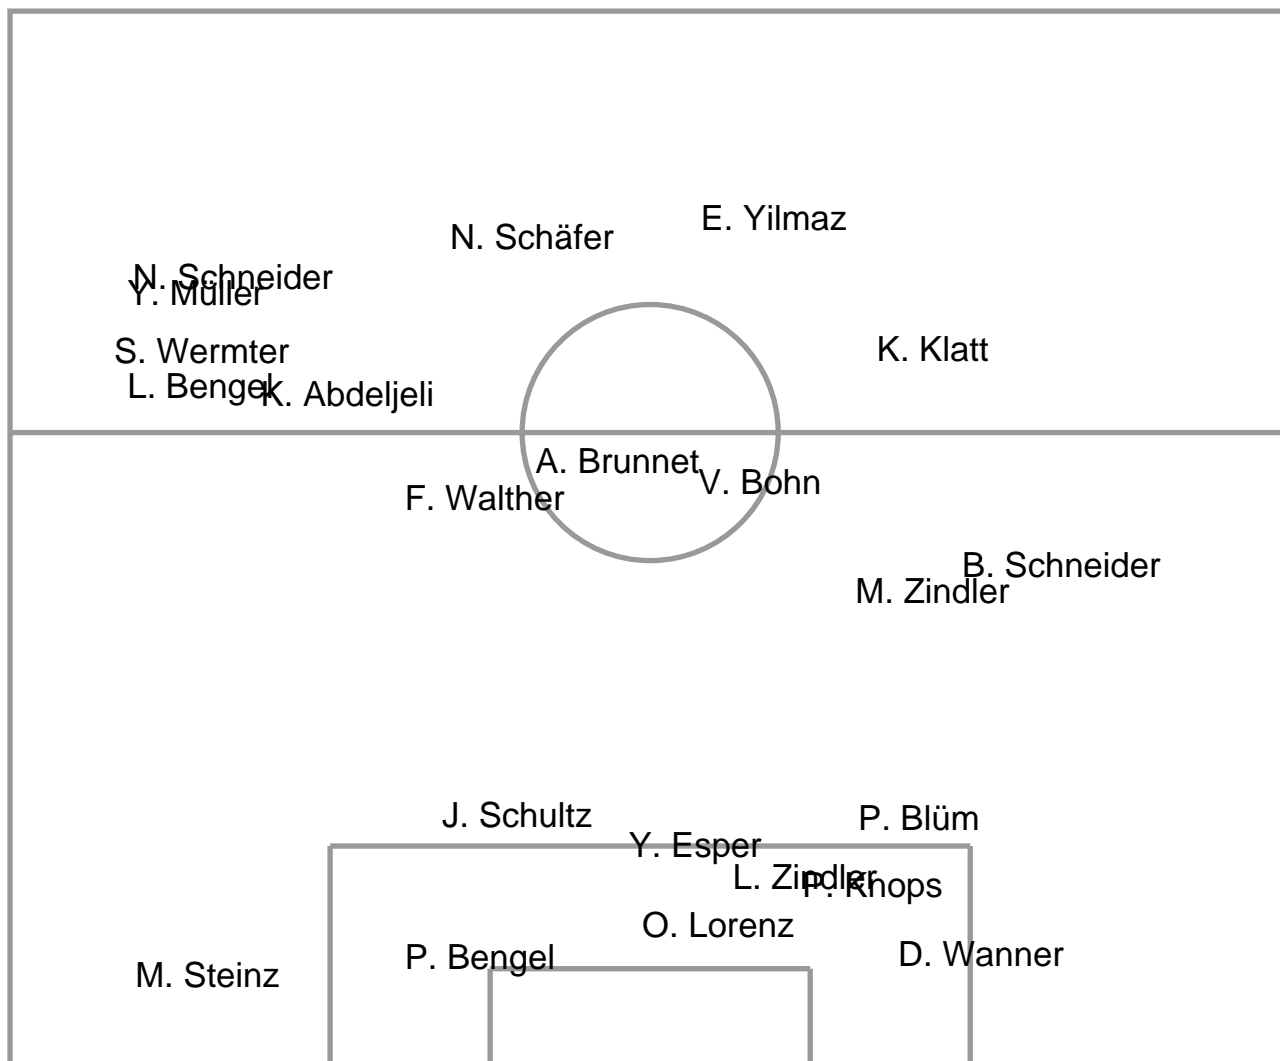 E. Yilmaz
N. Schäfer
N. Schneider
Y. Müller
K. Klatt
S. Wermter
L. Bengel
K. Abdeljeli
A. Brunnet
V. Bohn
F. Walther
B. Schneider
M. Zindler
J. Schultz
P. Blüm
Y. Esper
L. Zindler
P. Knops
O. Lorenz
D. Wanner
P. Bengel
M. Steinz